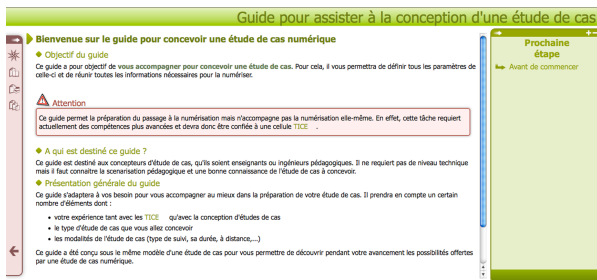 Guide pour assister à la conception d'une étude de cas
Bienvenue sur le guide pour concevoir une étude de cas numérique
Objectif du guide
Ce guide a pour objectif de vous accompagner pour concevoir une étude de cas. Pour cela, il vous permettra de définir tous les paramètres de
celle-ci et de réunir toutes les informations nécessaires pour la numériser.
Attention
Ce guide permet la préparation du passage à la numérisation mais n'accompagne pas la numérisation elle-même. En effet, cette tâche requiert
actuellement des compétences plus avancées et devra donc être confiée à une cellule TICE .
A qui est destiné ce guide ?
Ce guide est destiné aux concepteurs d'étude de cas, qu'ils soient enseignants ou ingénieurs pédagogiques. Il ne requiert pas de niveau technique
mais il faut connaitre la scenarisation pédagogique et une bonne connaissance de l'étude de cas à concevoir.
Présentation générale du guide
Ce guide s'adaptera à vos besoin pour vous accompagner au mieux dans la préparation de votre étude de cas. Il prendra en compte un certain
nombre d'éléments dont :
votre expérience tant avec les TICE qu'avec la conception d'études de cas
le type d'étude de cas que vous allez concevoir
les modalités de l'étude de cas (type de suivi, sa durée, à distance,...)
Ce guide a été conçu sous le même modèle d'une étude de cas pour vous permettre de découvrir pendant votre avancement les possibilités offertes
par une étude de cas numérique.
Prochaine
étape
Avant de commencer